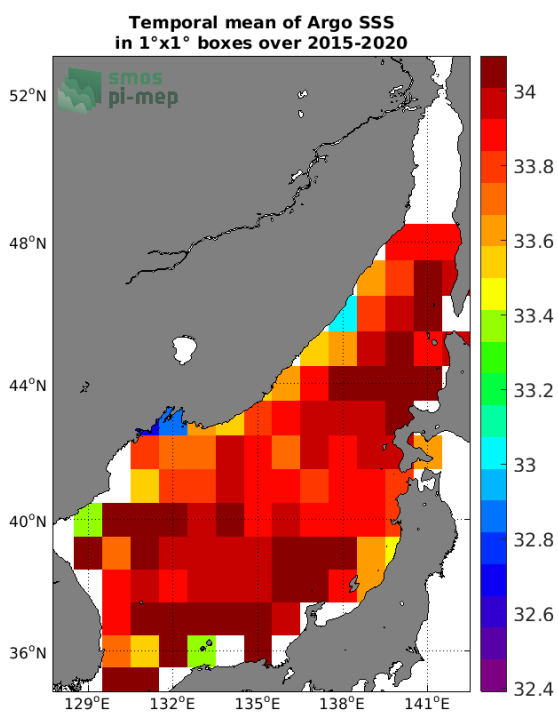 Temporal mean of Argo SSS
in 1°x1° boxes over 2015-2020
smos
pi-mep
52°N
48°N
44°N
40°N
36°N
129°E
132°E
135°E
138°E
141°E
34
33.8
33.6
33.4
33.2
33
32.8
32.6
32.4